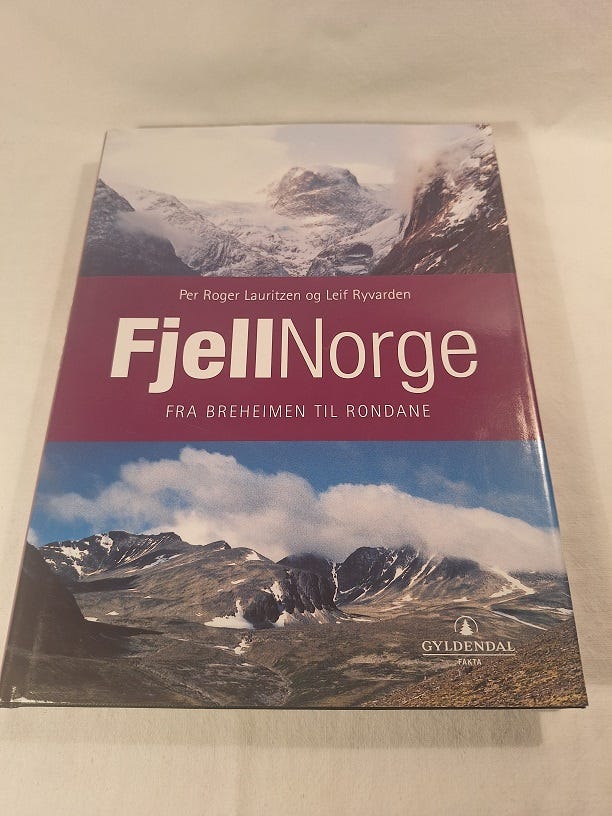 Per Roger Lauritzen og Leif Ryvarden
FjellNorge
FRA BREHEIMEN TIL RONDANE
GYLDENDAL
FAKTA